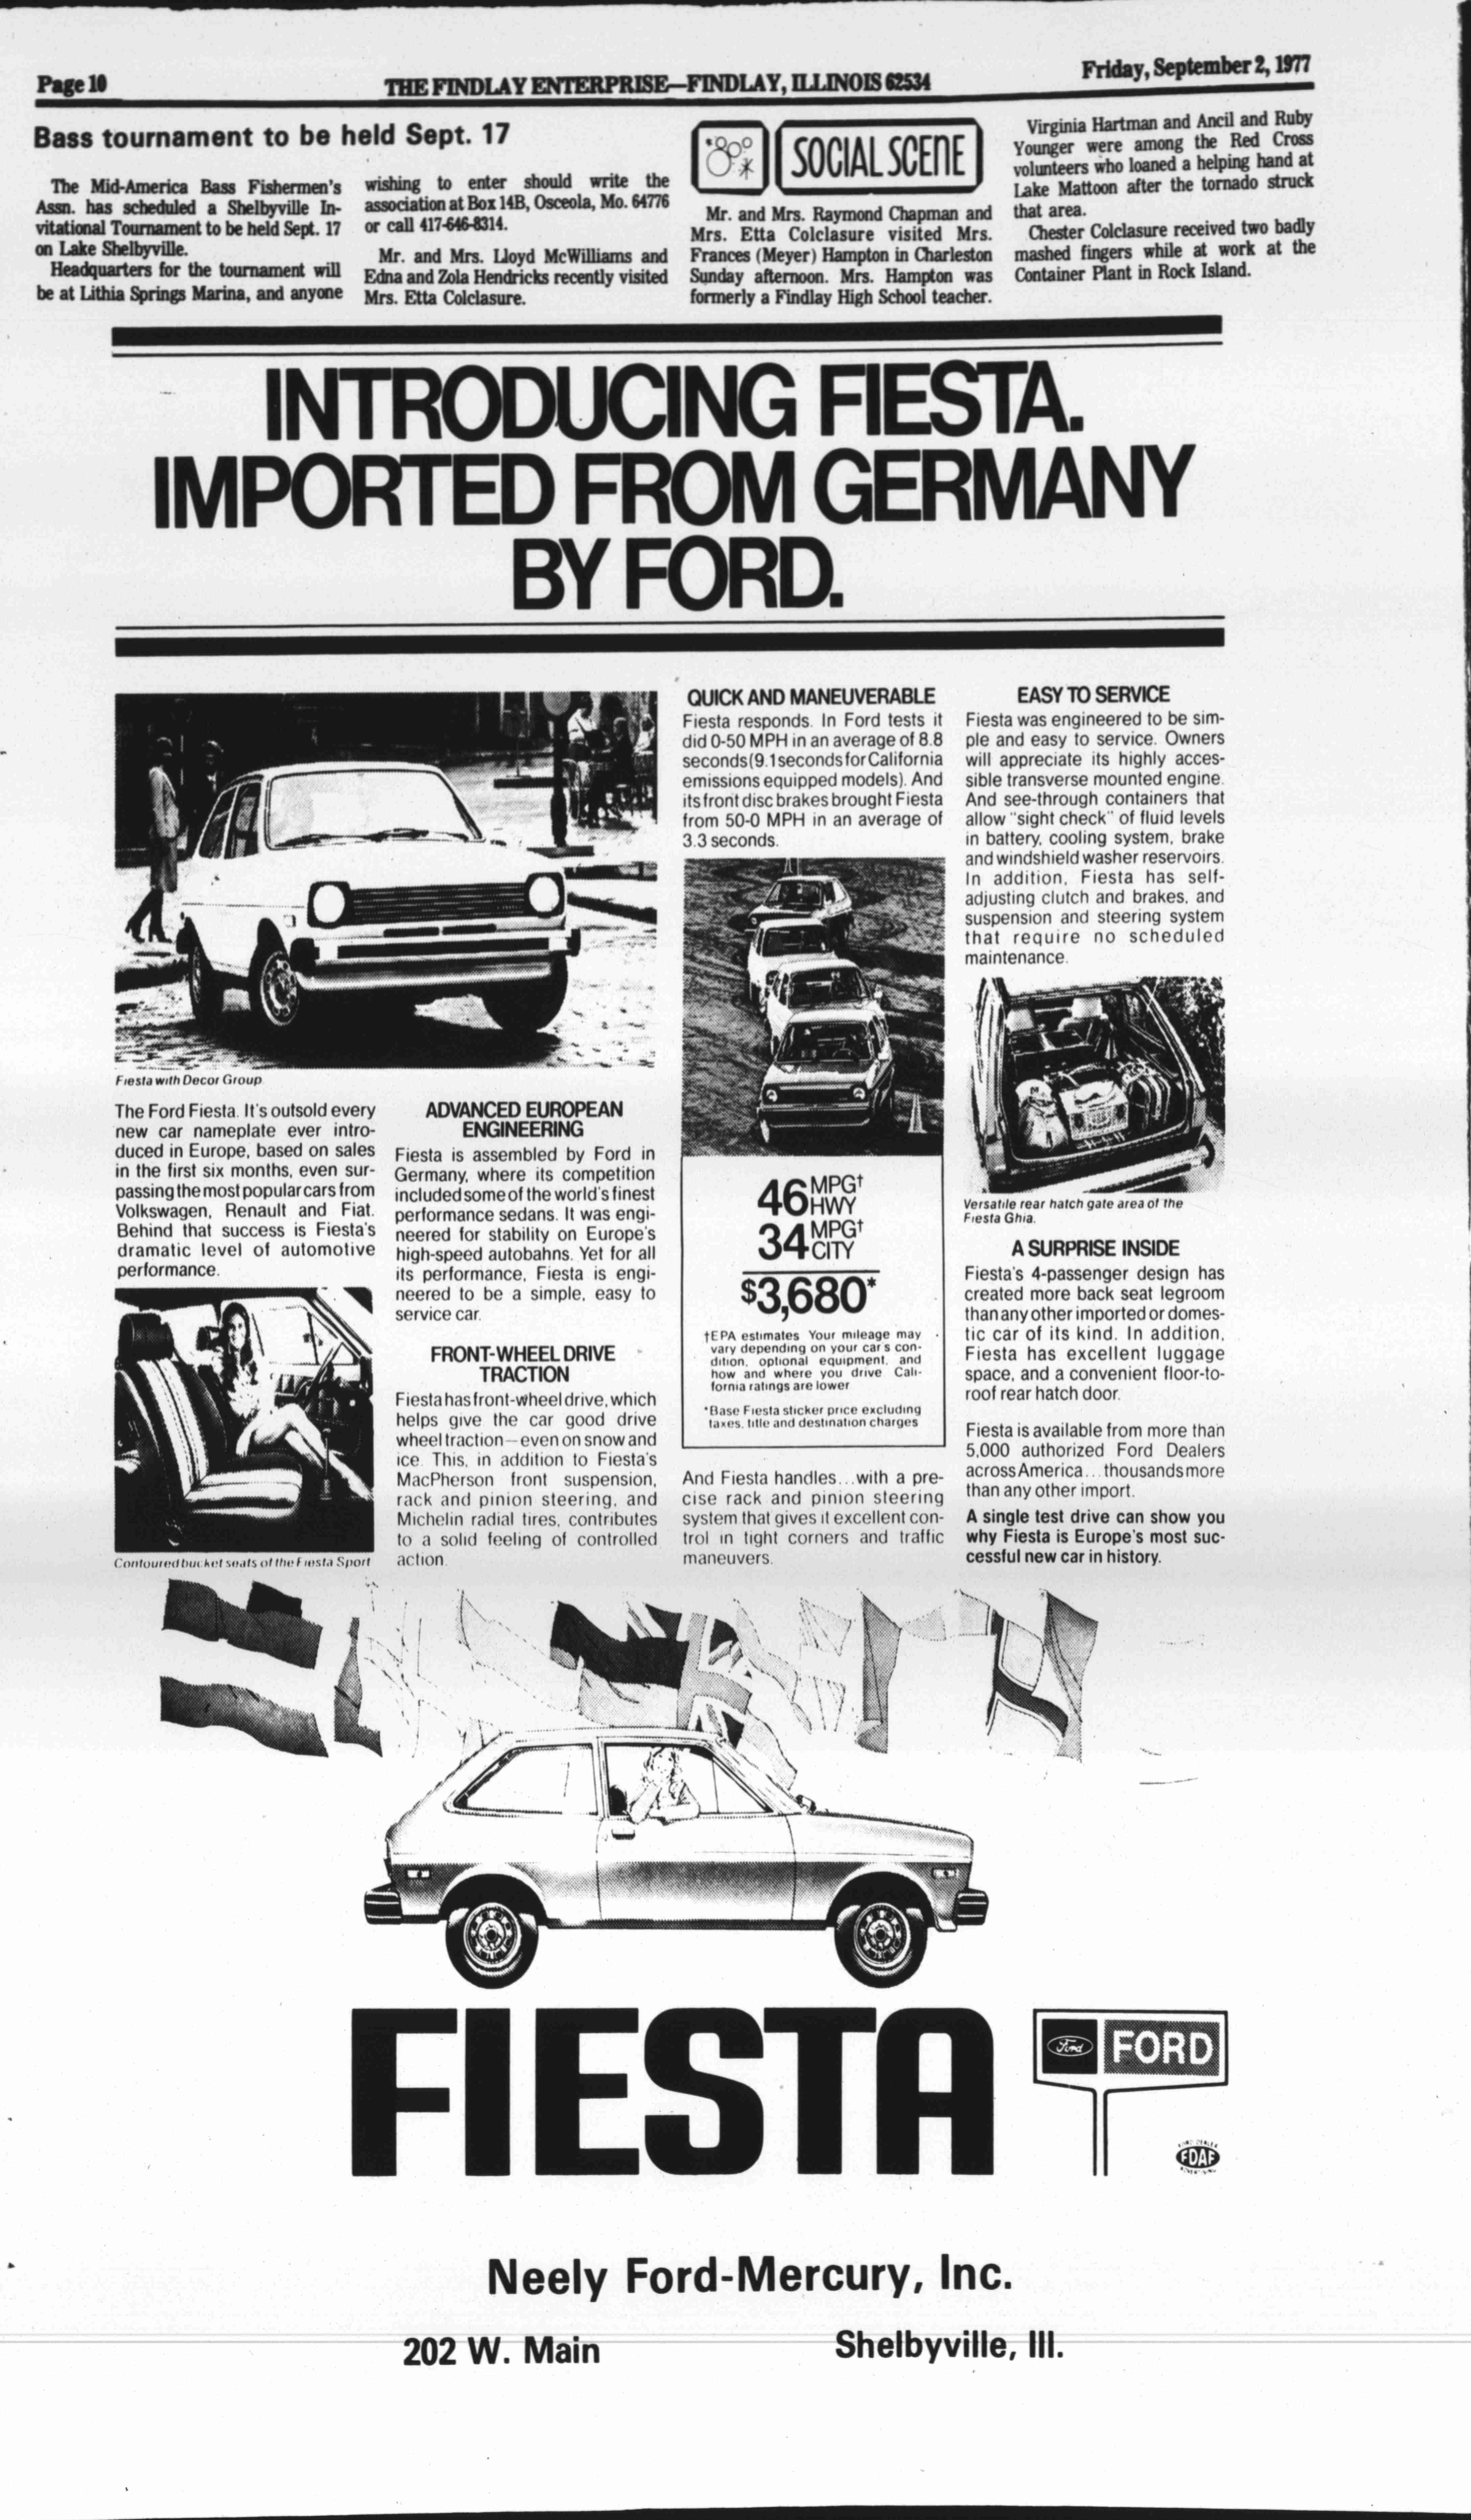 Page 10
THE FINDLAY ENTERPRISE—FINDLAY, ILLINOIS 62534
Friday, September 2, 1977
Bass tournament to be held Sept. 17
The Mid-America Bass Fishermen's
Assn. has scheduled a Shelbyville In-
vitational Tournament to be held Sept. 17
on Lake Shelbyville.
Headquarters for the tournament will
be at Lithia Springs Marina, and anyone
wishing to enter should write the
association at Box 14B, Osceola, Mo. 64776
or call 417-646-8314.
Mr. and Mrs. Lloyd McWilliams and
Edna and Zola Hendricks recently visited
Mrs. Etta Colclasure.
SOCIAL SCENE
Mr. and Mrs. Raymond Chapman and
Mrs. Etta Colclasure visited Mrs.
Frances (Meyer) Hampton in Charleston
Sunday afternoon. Mrs. Hampton was
formerly a Findlay High School teacher.
Virginia Hartman and Ancil and Ruby
Younger were among the Red Cross
volunteers who loaned a helping hand at
Lake Mattoon after the tornado struck
that area.
Chester Colclasure received two badly
mashed fingers while at work at the
Container Plant in Rock Island.
INTRODUCING FIESTA.
IMPORTED FROM GERMANY
BY FORD.
Fiesta with Decor Group.
The Ford Fiesta. It's outsold every
new car nameplate ever intro-
duced in Europe, based on sales
in the first six months, even sur-
passing the most popular cars from
Volkswagen, Renault and Fiat.
Behind that success is Fiesta's
dramatic level of automotive
performance.
Contoured bucket seats of the Fiesta Sport
ADVANCED EUROPEAN
ENGINEERING
Fiesta is assembled by Ford in
Germany, where its competition
included some of the world's finest
performance sedans. It was engi-
neered for stability on Europe's
high-speed autobahns. Yet for all
its performance, Fiesta is engi-
neered to be a simple, easy to
service car.
FRONT-WHEEL DRIVE
TRACTION
Fiesta has front-wheel drive, which
helps give the car good drive
wheel traction—even on snow and
ice. This, in addition to Fiesta's
MacPherson front suspension,
rack and pinion steering, and
Michelin radial tires, contributes
to a solid feeling of controlled
action.
QUICK AND MANEUVERABLE
Fiesta responds. In Ford tests it
did 0-50 MPH in an average of 8.8
seconds (9.1 seconds for California
emissions equipped models). And
its front disc brakes brought Fiesta
from 50-0 MPH in an average of
3.3 seconds.
46 MPG† HWY
34 MPG† CITY
$3,680*
†EPA estimates Your mileage may
vary depending on your car's con-
dition, optional equipment, and
how and where you drive Cali-
fornia ratings are lower
*Base Fiesta sticker price excluding
taxes, title and destination charges
And Fiesta handles...with a pre-
cise rack and pinion steering
system that gives it excellent con-
trol in tight corners and traffic
maneuvers.
EASY TO SERVICE
Fiesta was engineered to be sim-
ple and easy to service. Owners
will appreciate its highly acces-
sible transverse mounted engine.
And see-through containers that
allow "sight check" of fluid levels
in battery, cooling system, brake
and windshield washer reservoirs.
In addition, Fiesta has self-
adjusting clutch and brakes, and
suspension and steering system
that require no scheduled
maintenance.
Versatile rear hatch gate area of the
Fiesta Ghia.
A SURPRISE INSIDE
Fiesta's 4-passenger design has
created more back seat legroom
than any other imported or domes-
tic car of its kind. In addition,
Fiesta has excellent luggage
space, and a convenient floor-to-
roof rear hatch door.
Fiesta is available from more than
5,000 authorized Ford Dealers
across America...thousands more
than any other import.
A single test drive can show you
why Fiesta is Europe's most suc-
cessful new car in history.
FIESTA
Ford FORD
FDAF
Neely Ford-Mercury, Inc.
202 W. Main
Shelbyville, Ill.